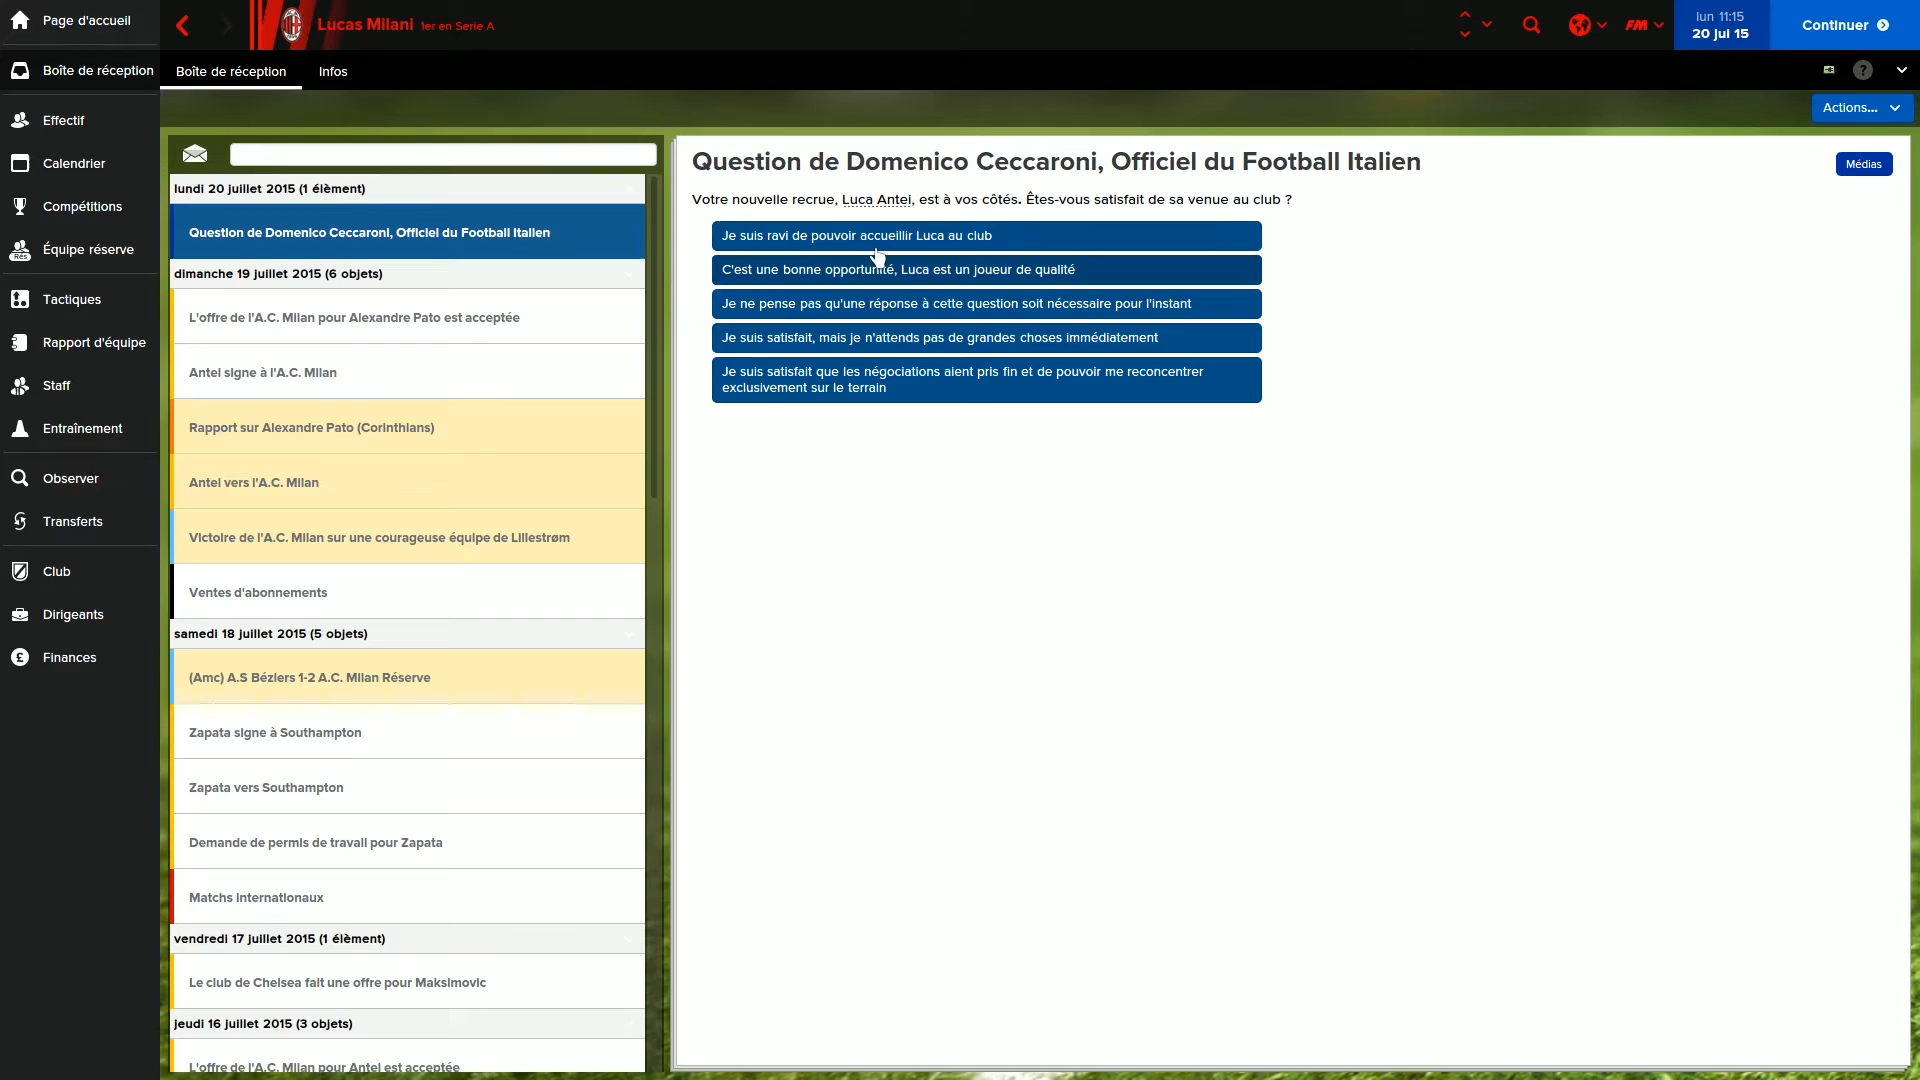 Page d'accueil
Lucas Milani 1er en Serie A
FM
lun 11:15
20 jul 15
Continuer
Boîte de réception
Boîte de réception
Infos
?
Actions...
Effectif
Calendrier
Compétitions
Équipe réserve
Rés
Tactiques
Rapport d'équipe
Staff
Entraînement
Observer
Transferts
Club
Dirigeants
£ Finances
lundi 20 juillet 2015 (1 élèment)
Question de Domenico Ceccaroni, Officiel du Football Italien
dimanche 19 juillet 2015 (6 objets)
L'offre de l'A.C. Milan pour Alexandre Pato est acceptée
Antei signe à l'A.C. Milan
Rapport sur Alexandre Pato (Corinthians)
Antei vers l'A.C. Milan
Victoire de l'A.C. Milan sur une courageuse équipe de Lillestrøm
Ventes d'abonnements
samedi 18 juillet 2015 (5 objets)
(Amc) A.S Béziers 1-2 A.C. Milan Réserve
Zapata signe à Southampton
Zapata vers Southampton
Demande de permis de travail pour Zapata
Matchs internationaux
vendredi 17 juillet 2015 (1 élèment)
Le club de Chelsea fait une offre pour Maksimovic
jeudi 16 juillet 2015 (3 objets)
L'offre de l'A.C. Milan pour Antei est acceptée
Question de Domenico Ceccaroni, Officiel du Football Italien
Médias
Votre nouvelle recrue, Luca Antei, est à vos côtés. Êtes-vous satisfait de sa venue au club ?
Je suis ravi de pouvoir accueillir Luca au club
C'est une bonne opportunité, Luca est un joueur de qualité
Je ne pense pas qu'une réponse à cette question soit nécessaire pour l'instant
Je suis satisfait, mais je n'attends pas de grandes choses immédiatement
Je suis satisfait que les négociations aient pris fin et de pouvoir me reconcentrer
exclusivement sur le terrain